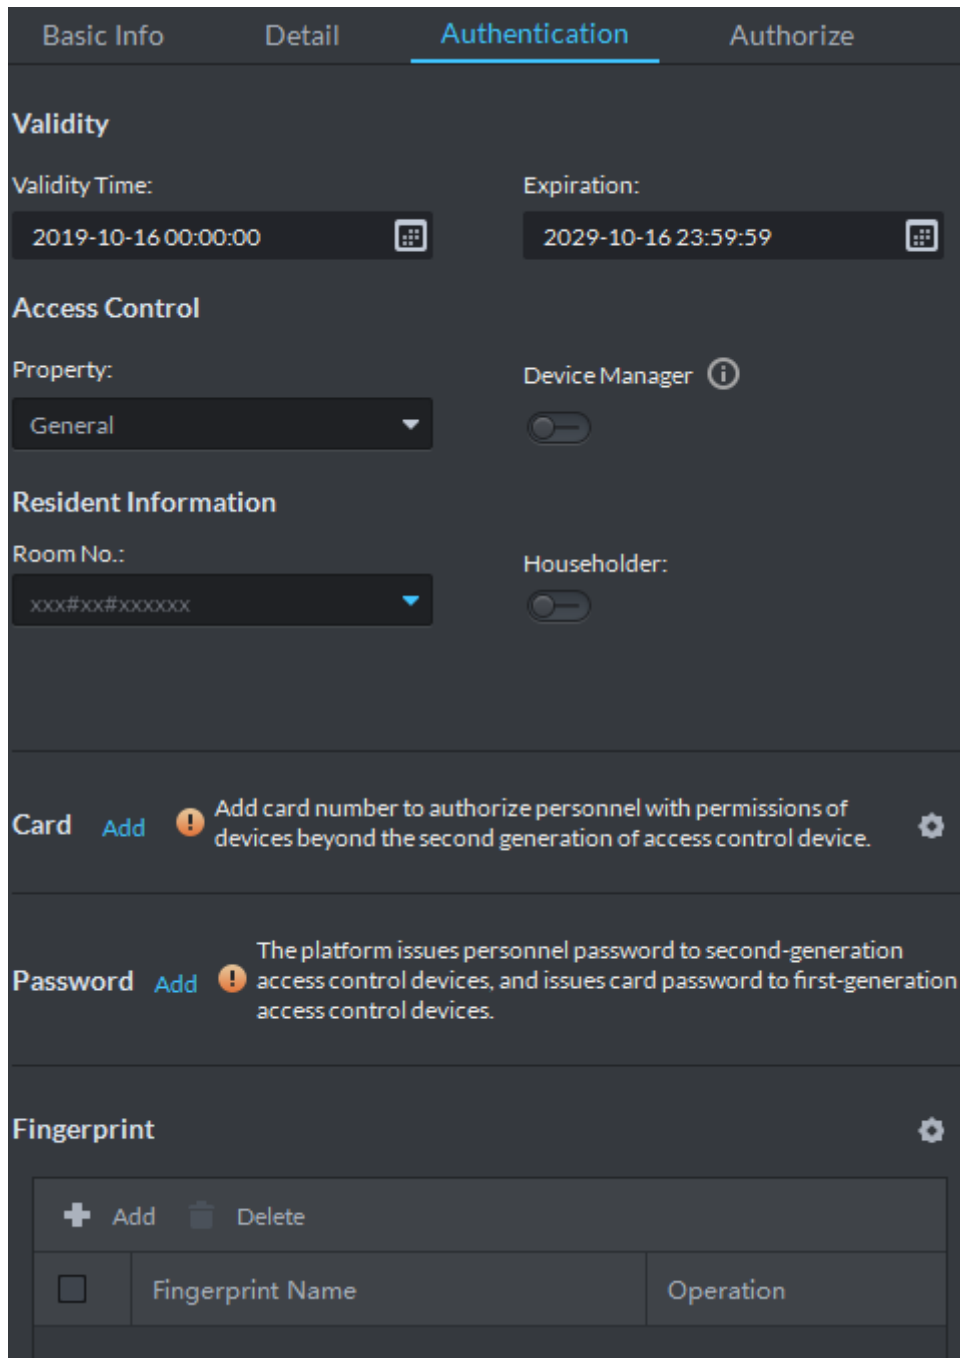 Basic Info Detail Authentication Authorize
Validity
Validity Time: Expiration:
2019-10-16 00:00:00 2029-10-16 23:59:59
Access Control
Property: Device Manager
General
Resident Information
Room No.: Householder:
xxx#xx#xxxxxx
Card Add Add card number to authorize personnel with permissions of
devices beyond the second generation of access control device.
The platform issues personnel password to second-generation
Password Add access control devices, and issues card password to first-generation
access control devices.
Fingerprint
Add Delete
Fingerprint Name Operation